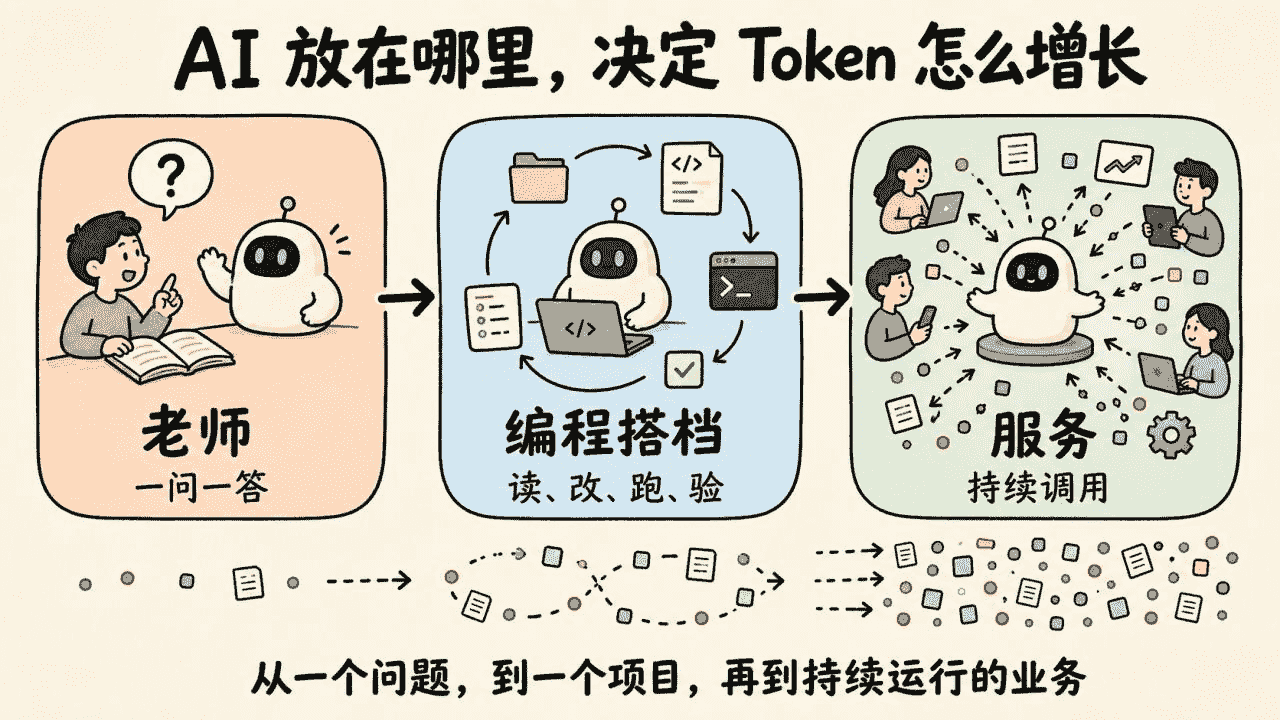 AI 放在哪里，决定 Token 怎么增长
?
老师
一问一答
</>
>_
</>
编程搭档
读、改、跑、验
服务
持续调用
从一个问题，到一个项目，再到持续运行的业务